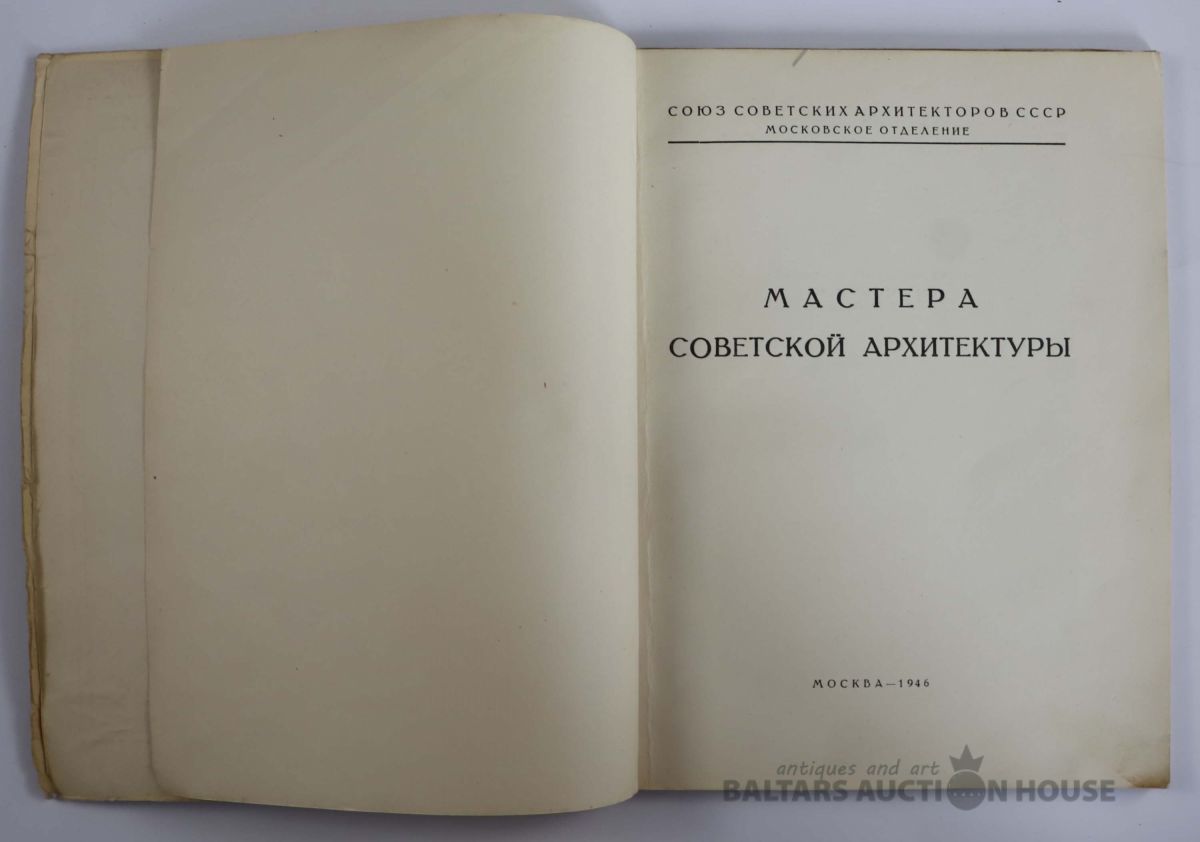 СОЮЗ СОВЕТСКИХ АРХИТЕКТОРОВ СССР
МОСКОВСКОЕ ОТДЕЛЕНИЕ
МАСТЕРА
СОВЕТСКОЙ АРХИТЕКТУРЫ
МОСКВА—1946
antiques and art
BALTARS AUCTION HOUSE